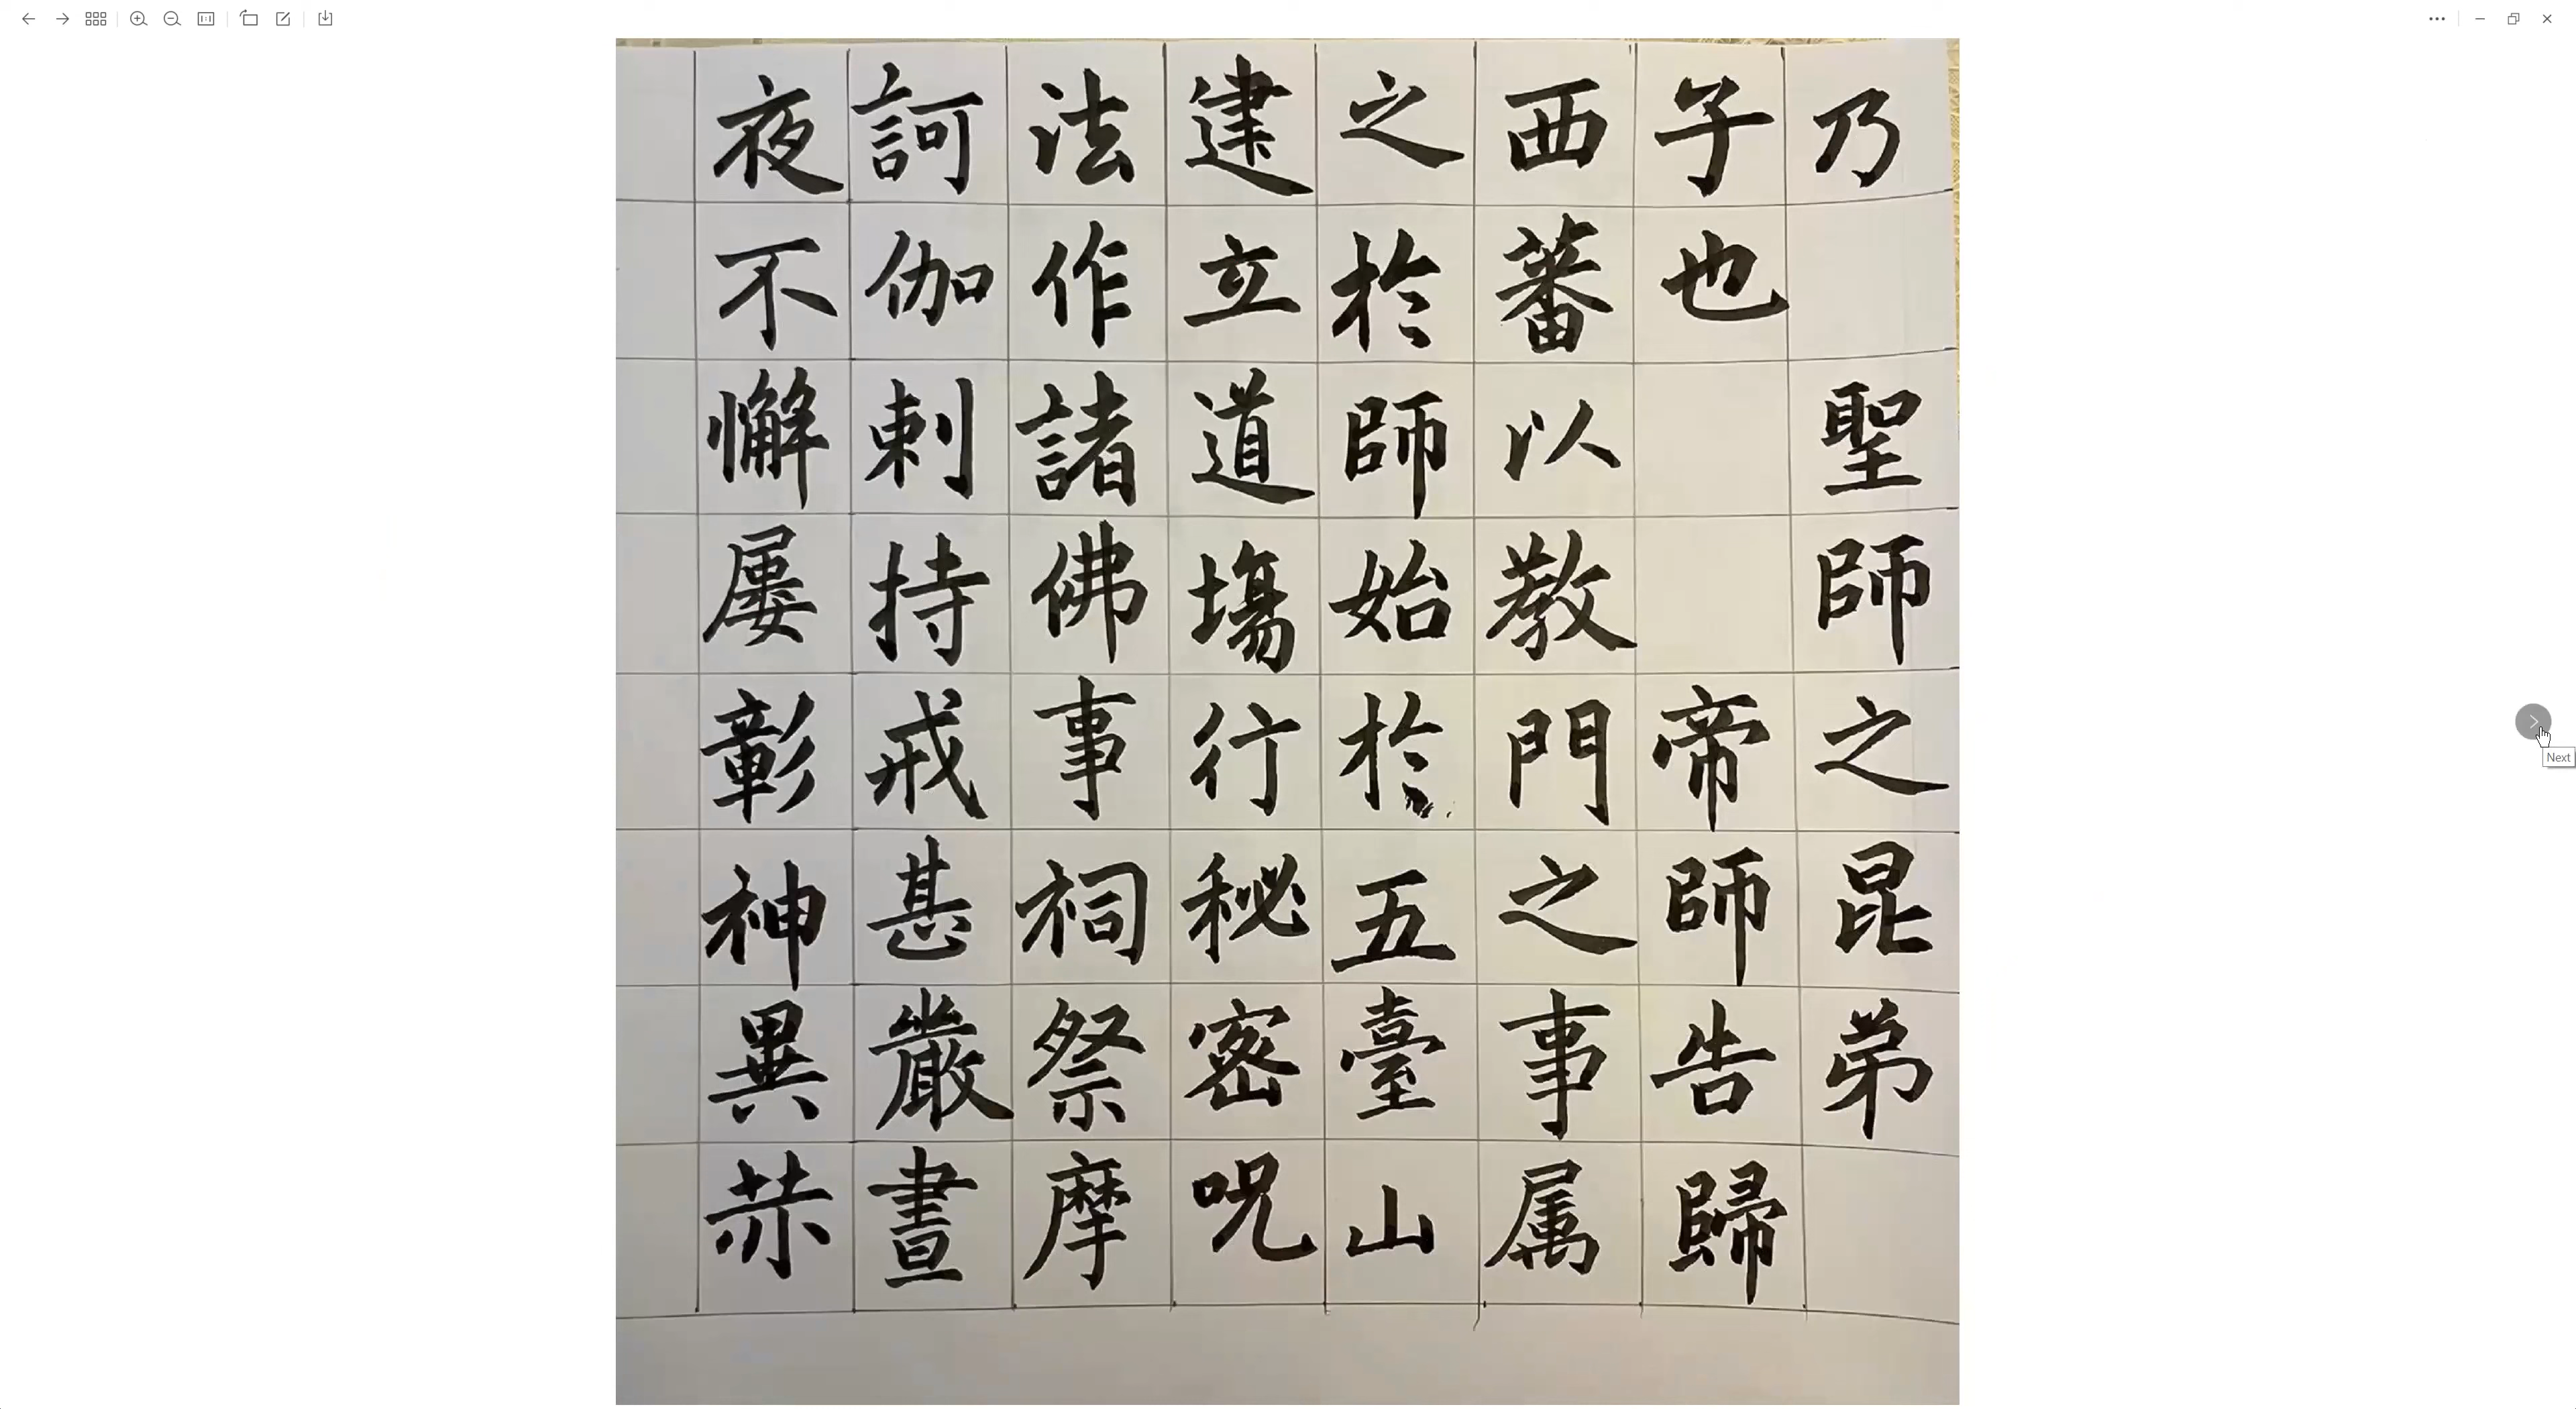 乃 聖師之昆弟
子也 帝師告歸
西蕃以教門之事属
之於師始於五臺山
建立道場行秘密咒
法作諸佛事祠祭摩
訶伽剌持戒甚嚴晝
夜不懈屢彰神異赫
Next